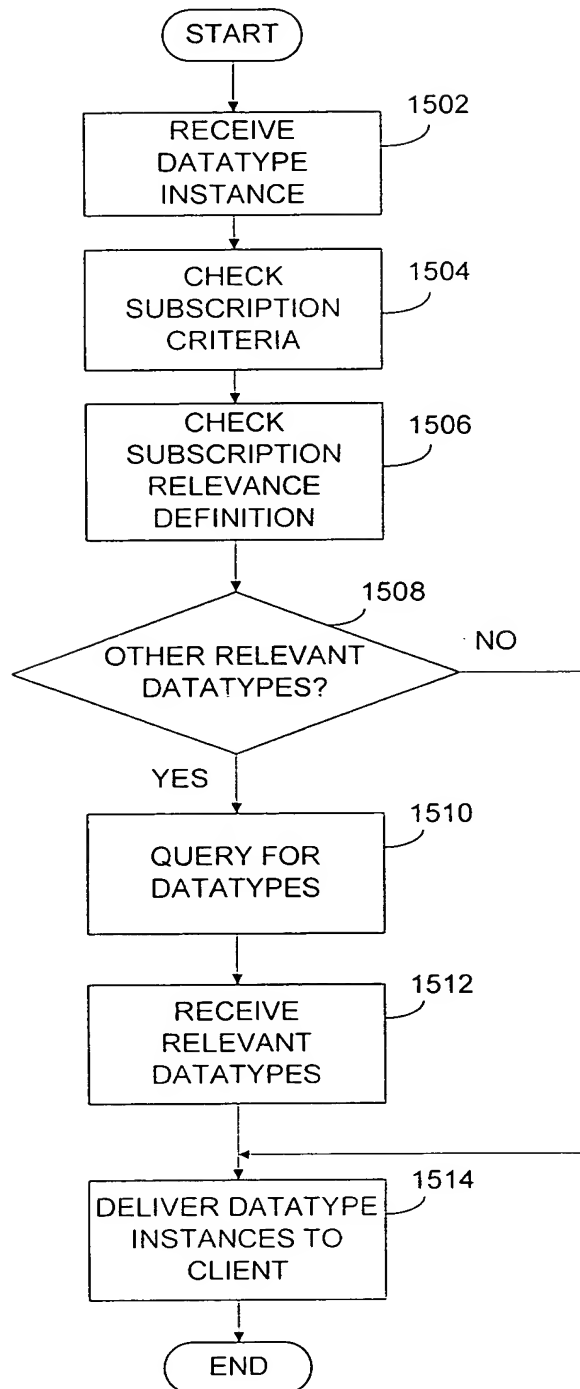 START
1502
RECEIVE
DATATYPE
INSTANCE
1504
CHECK
SUBSCRIPTION
CRITERIA
1506
CHECK
SUBSCRIPTION
RELEVANCE
DEFINITION
1508
OTHER RELEVANT
DATATYPES?
NO
YES
1510
QUERY FOR
DATATYPES
1512
RECEIVE
RELEVANT
DATATYPES
1514
DELIVER DATATYPE
INSTANCES TO
CLIENT
END